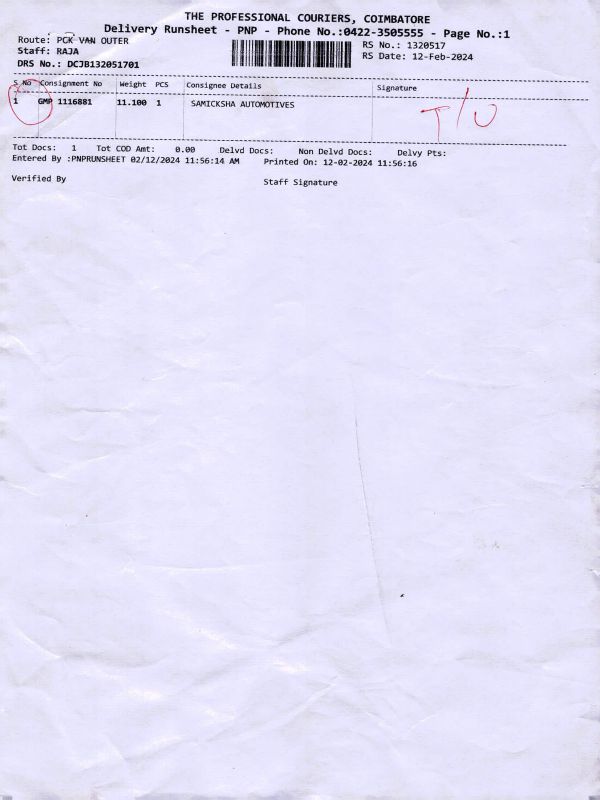 THE PROFESSIONAL COURIERS, COIMBATORE
Delivery Runsheet - PNP - Phone No.:0422-3505555 - Page No.:1
Route: PCK VAN OUTER
Staff: RAJA
DRS No.: DCJB132051701
RS No.: 1320517
RS Date: 12-Feb-2024
S No Consignment No Weight PCS Consignee Details Signature
1 GMP 1116881 11.100 1 SAMICKSHA AUTOMOTIVES T/U
Tot Docs: 1 Tot COD Amt: 0.00 Delvd Docs: Non Delvd Docs: Delvy Pts:
Entered By :PNPRUNSHEET 02/12/2024 11:56:14 AM Printed On: 12-02-2024 11:56:16
Verified By Staff Signature